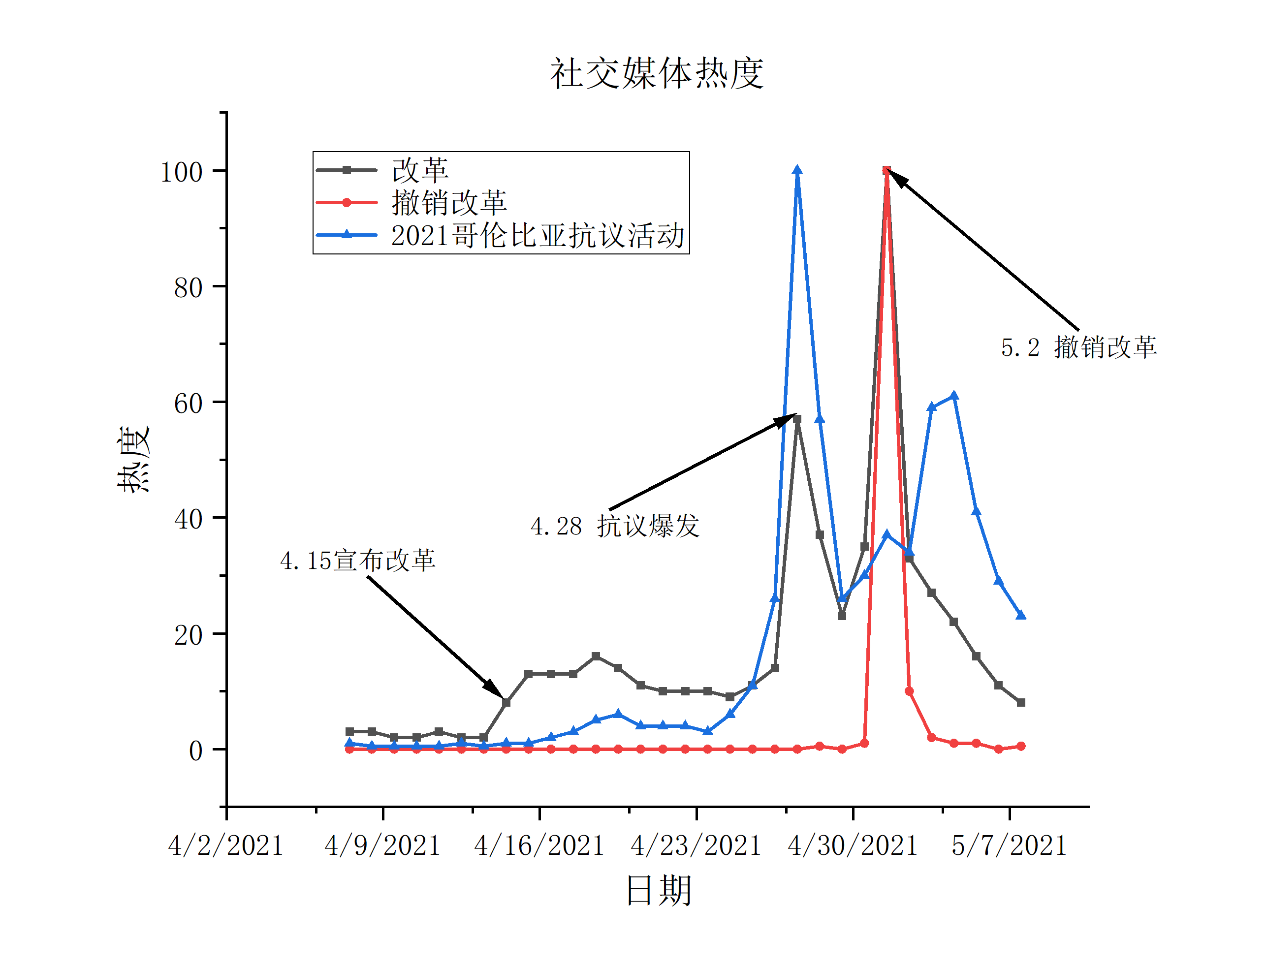 社交媒体热度
改革
撤销改革
2021哥伦比亚抗议活动
100
80
60
40
20
0
热度
5.2 撤销改革
4.28 抗议爆发
4.15宣布改革
4/2/2021
4/9/2021
4/16/2021
4/23/2021
4/30/2021
5/7/2021
日期